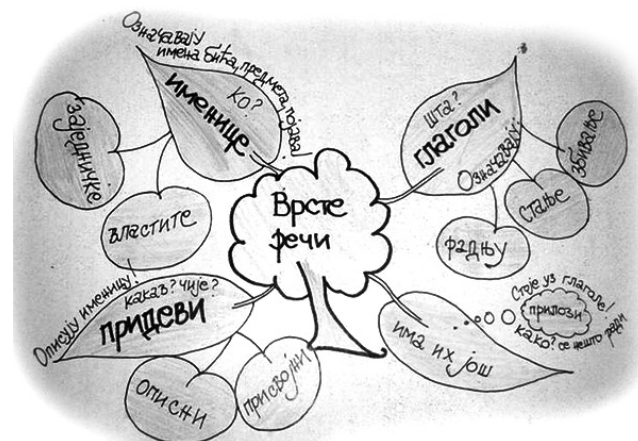 Означавају
имена бића, предмета, појава!
ко?
именице
заједничке
властите
Врсте
речи
шта?
глаголи
Означавају:
збивање
стање
радњу
Описују именицу!
какав? чије?
придеви
описни
присвојни
има их још
Стоје уз глаголе!
прилози
како? се нешто ради